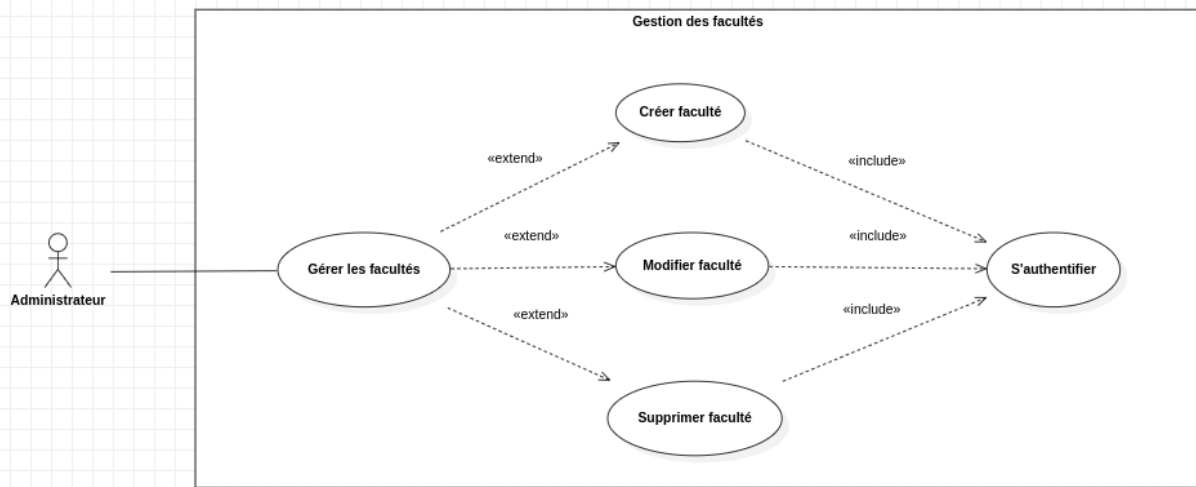 Gestion des facultés
Créer faculté
«extend»
«include»
«extend»
«include»
Gérer les facultés
Modifier faculté
S'authentifier
Administrateur
«extend»
«include»
Supprimer faculté